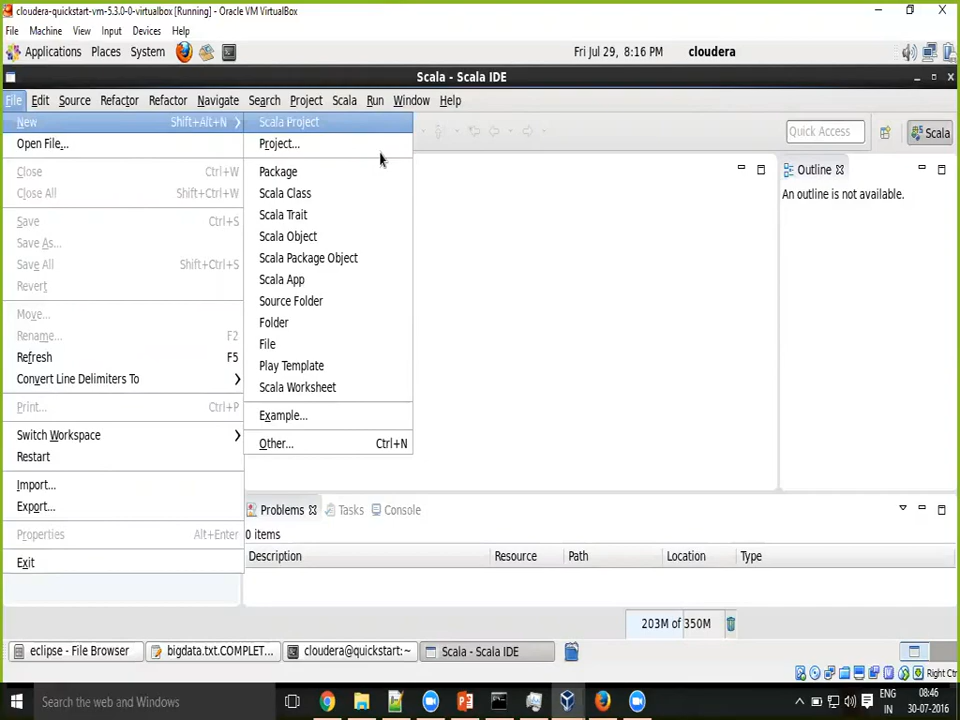 cloudera-quickstart-vm-5.3.0-0-virtualbox [Running] - Oracle VM VirtualBox
File Machine View Input Devices Help
Applications Places System Fri Jul 29, 8:16 PM cloudera
Scala - Scala IDE
File Edit Source Refactor Refactor Navigate Search Project Scala Run Window Help
New Shift+Alt+N Scala Project
Quick Access Scala
Open File... Project...
Close Ctrl+W Package
Outline
Close All Shift+Ctrl+W Scala Class
An outline is not available.
Save Ctrl+S Scala Trait
Save As... Scala Object
Save All Shift+Ctrl+S Scala Package Object
Revert Scala App
Source Folder
Move... Folder
Rename... F2 File
Refresh F5 Play Template
Convert Line Delimiters To Scala Worksheet
Print... Ctrl+P Example...
Switch Workspace Other... Ctrl+N
Restart
Import...
Export... Problems Tasks Console
Properties Alt+Enter 0 items
Exit Description Resource Path Location Type
203M of 350M
eclipse - File Browser bigdata.txt.COMPLET... cloudera@quickstart:~ Scala - Scala IDE
Right Ctr
Search the web and Windows ENG 08:46
IN 30-07-2016